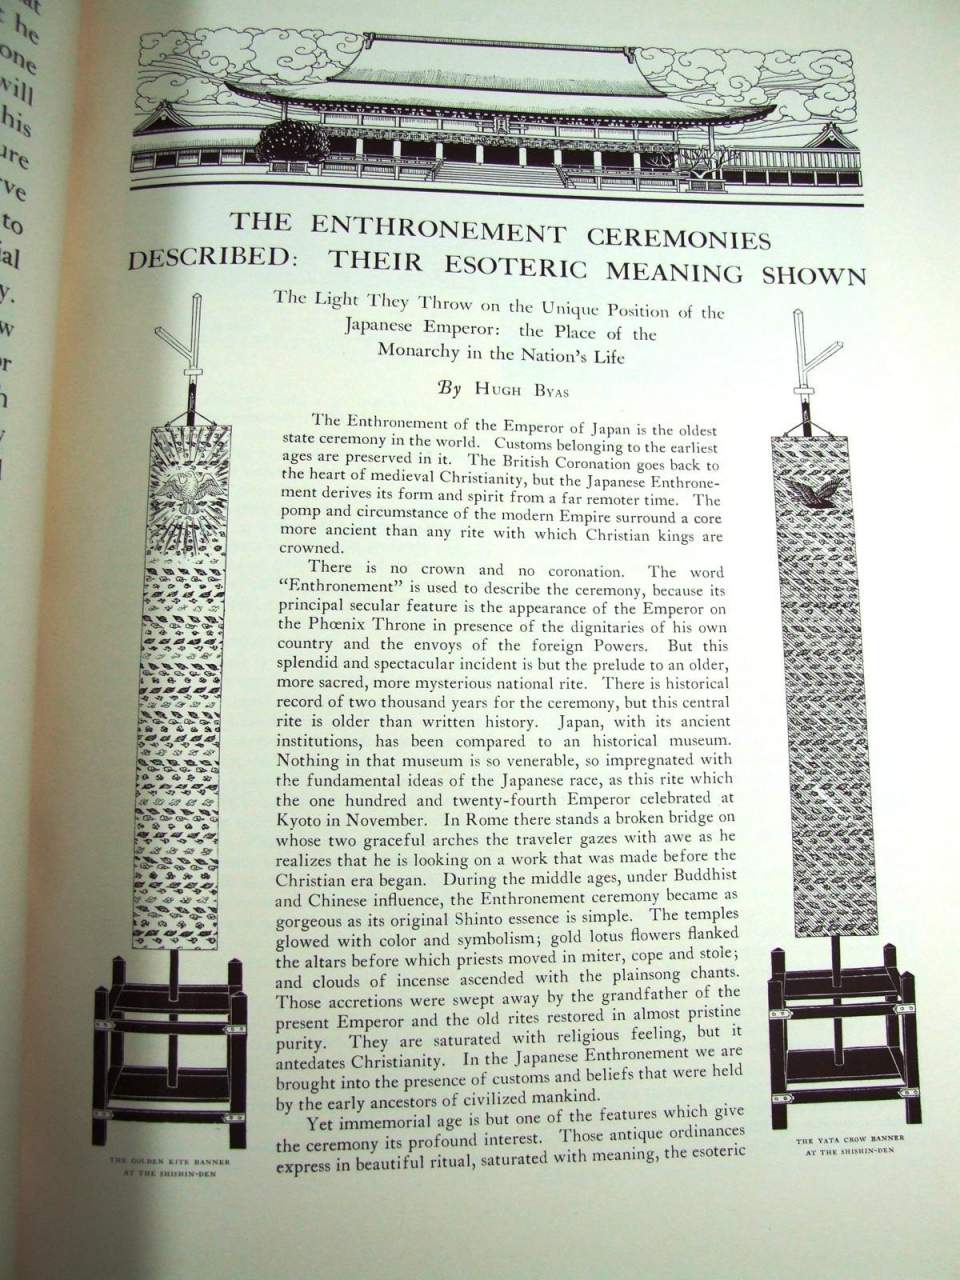 at
he
one
will
his
ure
rve
to
ial
y.
w
or
h
y
l
THE ENTHRONEMENT CEREMONIES
DESCRIBED: THEIR ESOTERIC MEANING SHOWN
The Light They Throw on the Unique Position of the
Japanese Emperor: the Place of the
Monarchy in the Nation's Life
By HUGH BYAS
The Enthronement of the Emperor of Japan is the oldest
state ceremony in the world. Customs belonging to the earliest
ages are preserved in it. The British Coronation goes back to
the heart of medieval Christianity, but the Japanese Enthrone-
ment derives its form and spirit from a far remoter time. The
pomp and circumstance of the modern Empire surround a core
more ancient than any rite with which Christian kings are
crowned.
There is no crown and no coronation. The word
"Enthronement" is used to describe the ceremony, because its
principal secular feature is the appearance of the Emperor on
the Phœnix Throne in presence of the dignitaries of his own
country and the envoys of the foreign Powers. But this
splendid and spectacular incident is but the prelude to an older,
more sacred, more mysterious national rite. There is historical
record of two thousand years for the ceremony, but this central
rite is older than written history. Japan, with its ancient
institutions, has been compared to an historical museum.
Nothing in that museum is so venerable, so impregnated with
the fundamental ideas of the Japanese race, as this rite which
the one hundred and twenty-fourth Emperor celebrated at
Kyoto in November. In Rome there stands a broken bridge on
whose two graceful arches the traveler gazes with awe as he
realizes that he is looking on a work that was made before the
Christian era began. During the middle ages, under Buddhist
and Chinese influence, the Enthronement ceremony became as
gorgeous as its original Shinto essence is simple. The temples
glowed with color and symbolism; gold lotus flowers flanked
the altars before which priests moved in miter, cope and stole;
and clouds of incense ascended with the plainsong chants.
Those accretions were swept away by the grandfather of the
present Emperor and the old rites restored in almost pristine
purity. They are saturated with religious feeling, but it
antedates Christianity. In the Japanese Enthronement we are
brought into the presence of customs and beliefs that were held
by the early ancestors of civilized mankind.
Yet immemorial age is but one of the features which give
the ceremony its profound interest. Those antique ordinances
express in beautiful ritual, saturated with meaning, the esoteric
THE GOLDEN KITE BANNER
AT THE SHISHIN-DEN
THE YATA CROW BANNER
AT THE SHISHIN-DEN